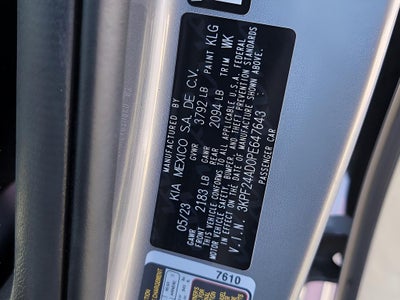 MANUFACTURED BY
KIA MEXICO S.A. DE C.V.
05/23 GVWR 3792 LB PAINT KLG
GAWR FRONT 2183 LB GAWR REAR 2094 LB TRIM WK
THIS VEHICLE CONFORMS TO ALL APPLICABLE U.S.A. FEDERAL
MOTOR VEHICLE SAFETY, BUMPER, AND THEFT PREVENTION STANDARDS
IN EFFECT ON THE DATE OF MANUFACTURE SHOWN ABOVE.
V.I.N. 3KPF24AD0PE647643
PASSENGER CAR
7610